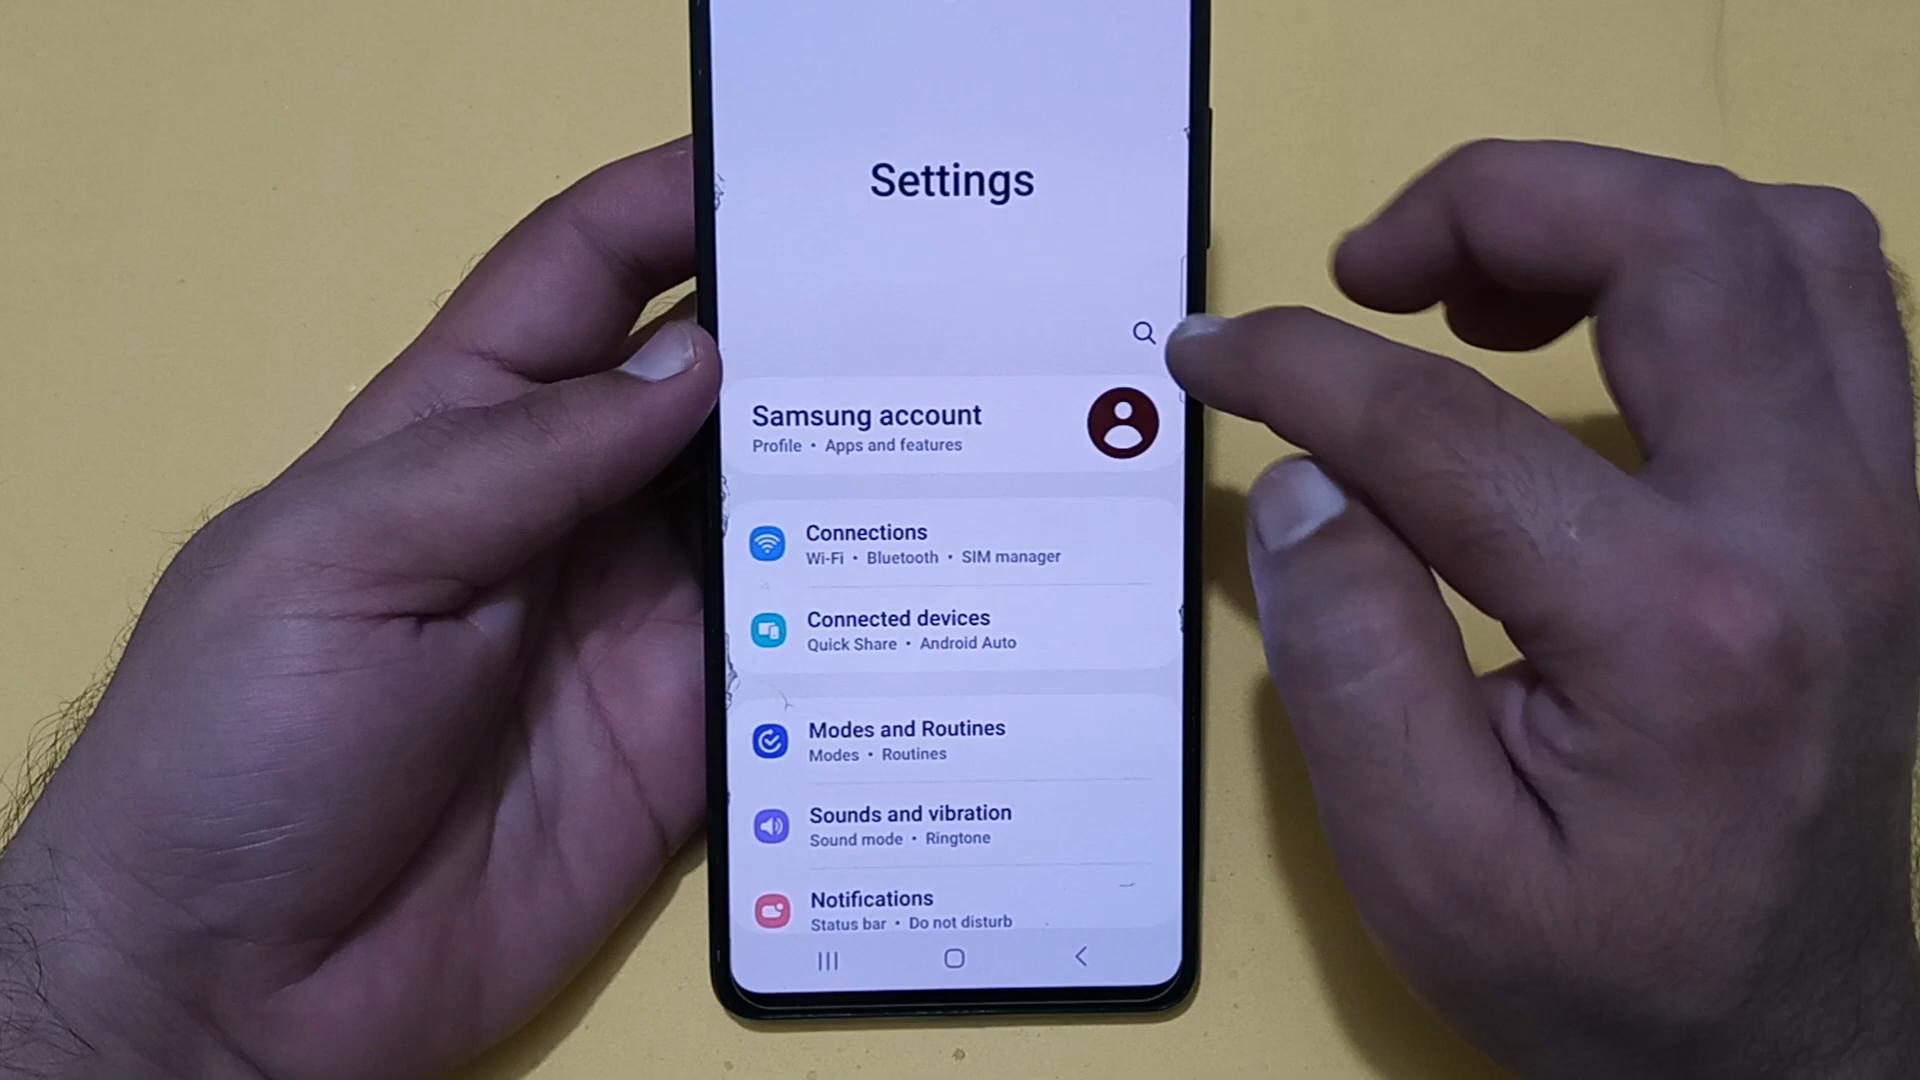 Settings
Samsung account
Profile • Apps and features
Connections
Wi-Fi • Bluetooth • SIM manager
Connected devices
Quick Share • Android Auto
Modes and Routines
Modes • Routines
Sounds and vibration
Sound mode • Ringtone
Notifications
Status bar • Do not disturb